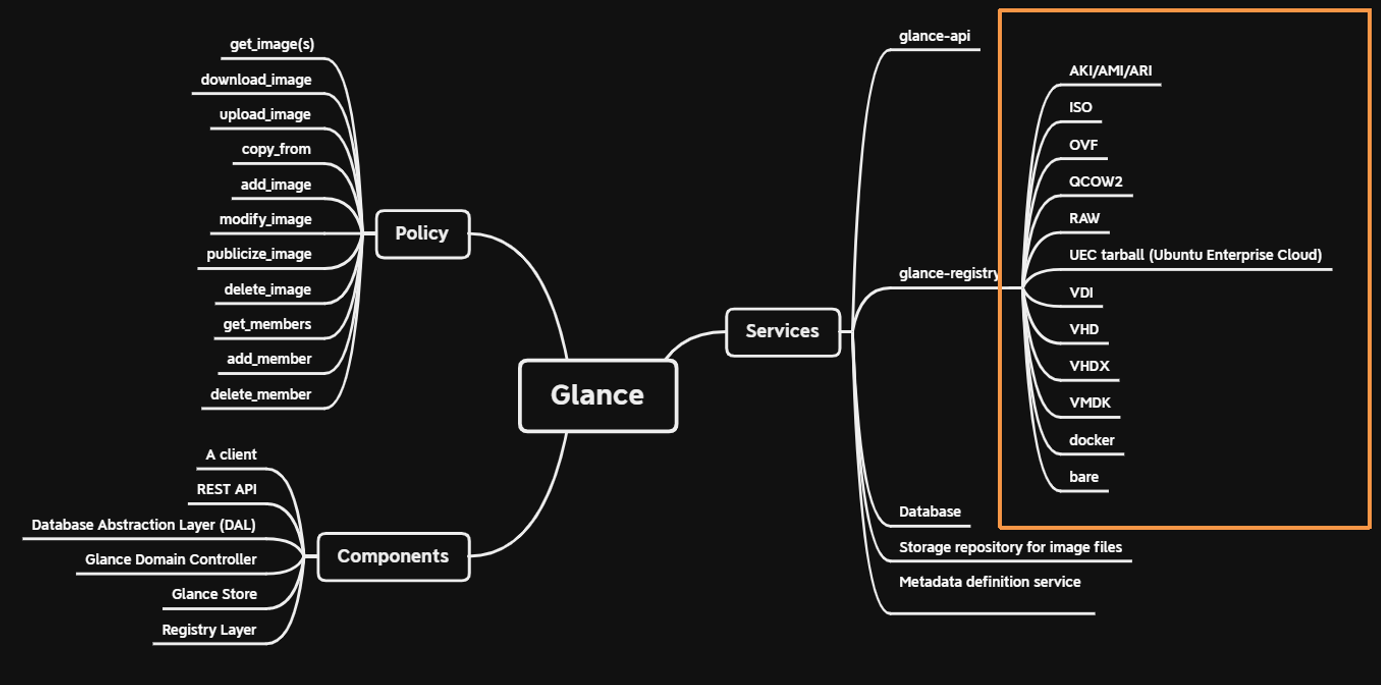 get_image(s)
download_image
upload_image
copy_from
add_image
modify_image
publicize_image
delete_image
get_members
add_member
delete_member
Policy
A client
REST API
Database Abstraction Layer (DAL)
Glance Domain Controller
Glance Store
Registry Layer
Components
Glance
Services
glance-api
glance-registry
AKI/AMI/ARI
ISO
OVF
QCOW2
RAW
UEC tarball (Ubuntu Enterprise Cloud)
VDI
VHD
VHDX
VMDK
docker
bare
Database
Storage repository for image files
Metadata definition service